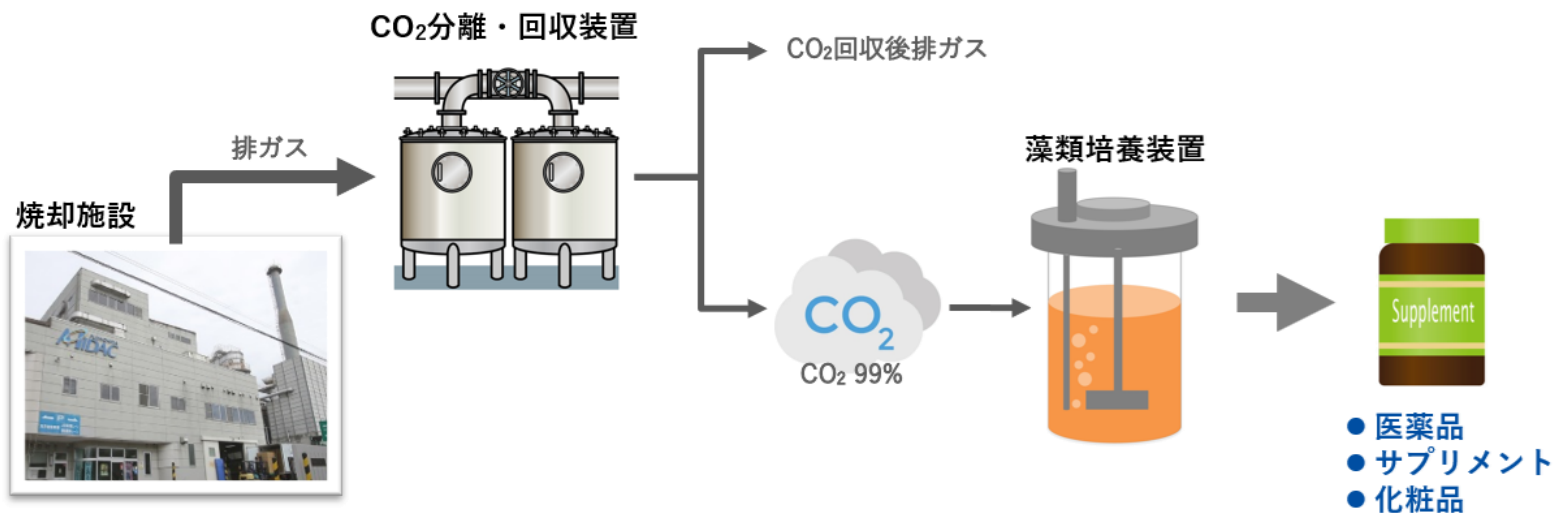 CO₂分離・回収装置
CO₂回収後排ガス
排ガス
藻類培養装置
焼却施設
MIDAC
CO₂
CO₂ 99%
Supplement
● 医薬品
● サプリメント
● 化粧品